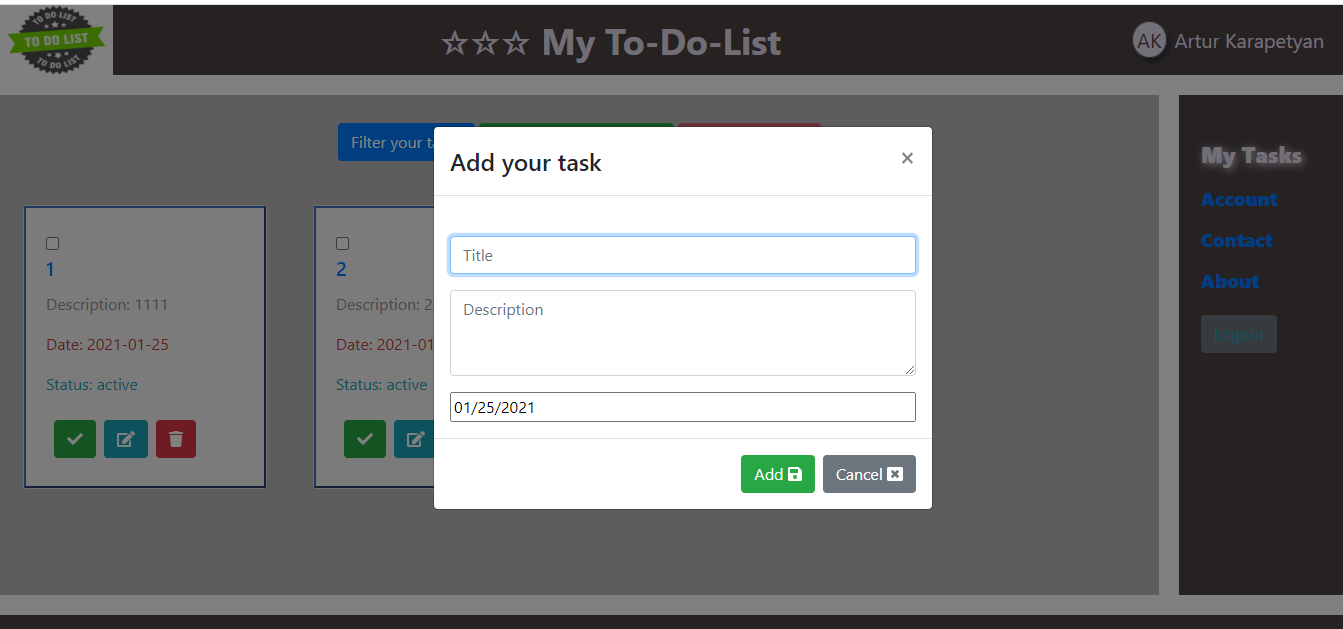 TO DO LIST
TO DO LIST
TO DO LIST
☆☆☆ My To-Do-List
AK Artur Karapetyan
Filter your
Add your task
×
Title
Description
01/25/2021
Add
Cancel
1
Description: 1111
Date: 2021-01-25
Status: active
2
Description: 2
Date: 2021-01
Status: active
My Tasks
Account
Contact
About
Logout